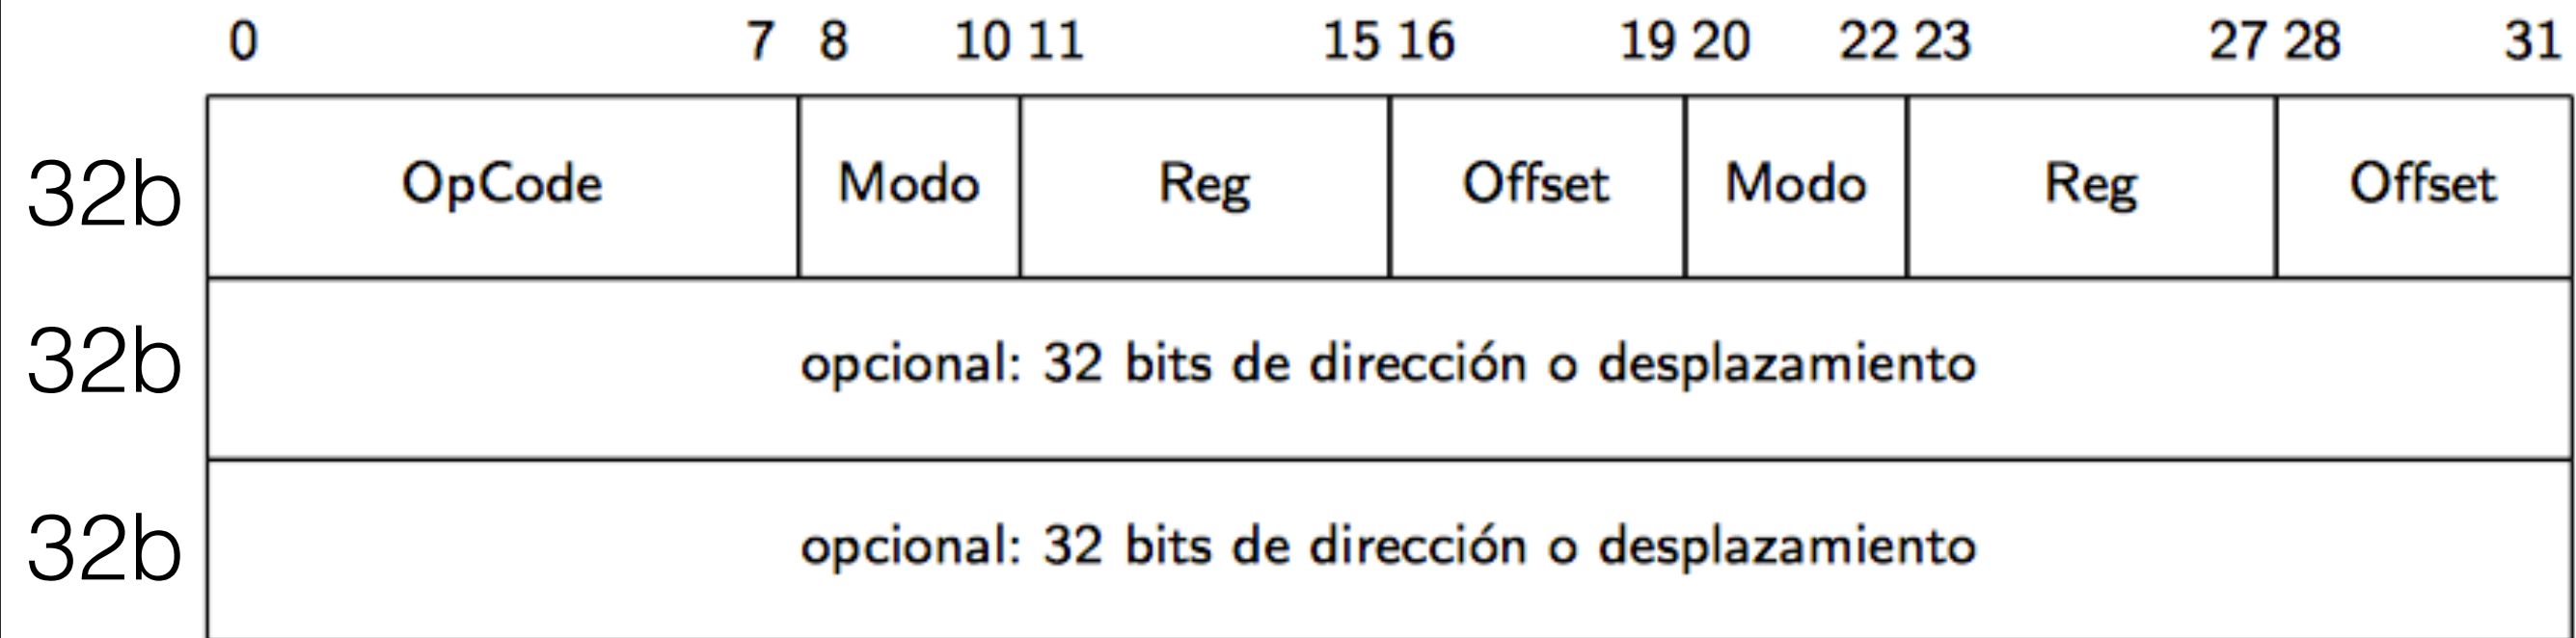 0 7 8 10 11 15 16 19 20 22 23 27 28 31
32b OpCode Modo Reg Offset Modo Reg Offset
32b opcional: 32 bits de dirección o desplazamiento
32b opcional: 32 bits de dirección o desplazamiento